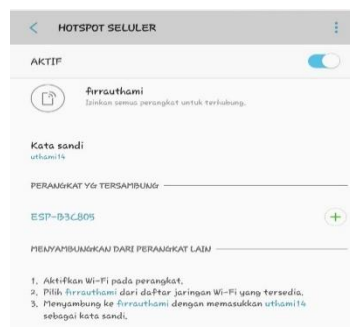 HOTSPOT SELULER
AKTIF
firrauthami
Izinkan semua perangkat untuk terhubung.
Kata sandi
uthami14
PERANGKAT YG TERSAMBUNG
ESP-B3C805
MENYAMBUNGKAN DARI PERANGKAT LAIN
1. Aktifkan Wi-Fi pada perangkat.
2. Pilih firrauthami dari daftar jaringan Wi-Fi yang tersedia.
3. Menyambung ke firrauthami dengan memasukkan uthami14
sebagai kata sandi.